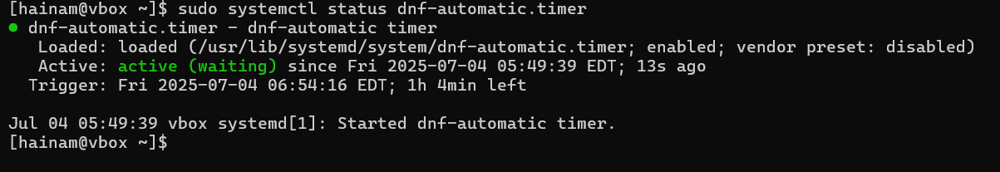 [hainam@vbox ~]$ sudo systemctl status dnf-automatic.timer
● dnf-automatic.timer - dnf-automatic timer
   Loaded: loaded (/usr/lib/systemd/system/dnf-automatic.timer; enabled; vendor preset: disabled)
   Active: active (waiting) since Fri 2025-07-04 05:49:39 EDT; 13s ago
  Trigger: Fri 2025-07-04 06:54:16 EDT; 1h 4min left

Jul 04 05:49:39 vbox systemd[1]: Started dnf-automatic timer.
[hainam@vbox ~]$